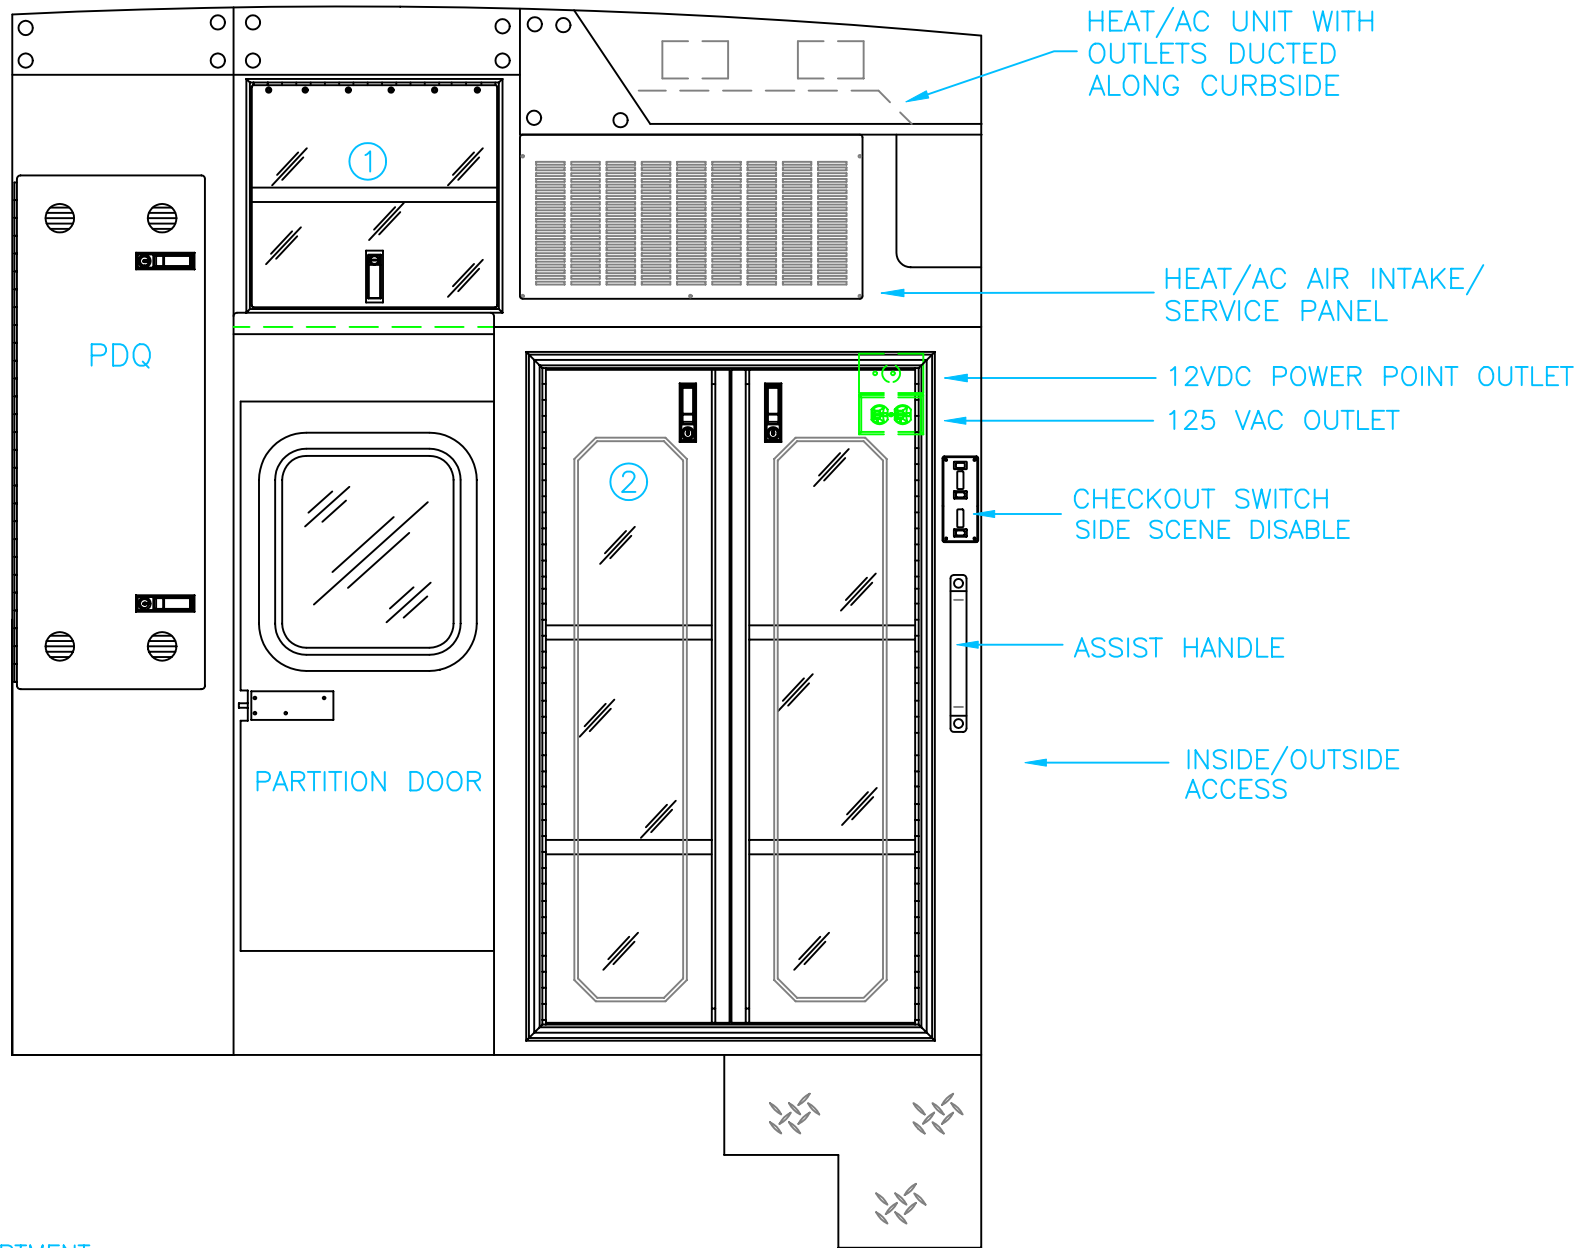 HEAT/AC UNIT WITH
OUTLETS DUCTED
ALONG CURBSIDE
1
HEAT/AC AIR INTAKE/
SERVICE PANEL
PDQ
12VDC POWER POINT OUTLET
125 VAC OUTLET
2
CHECKOUT SWITCH
SIDE SCENE DISABLE
ASSIST HANDLE
PARTITION DOOR
INSIDE/OUTSIDE
ACCESS